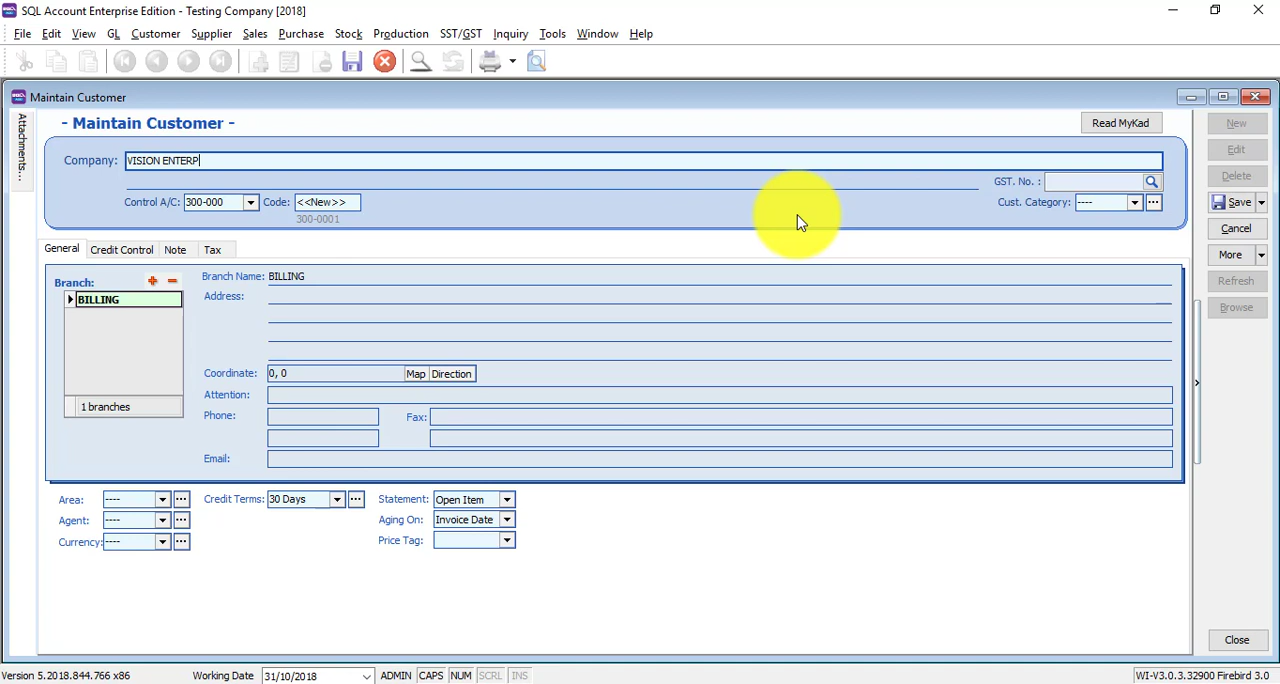 SQL Account Enterprise Edition - Testing Company [2018]
File Edit View GL Customer Supplier Sales Purchase Stock Production SST/GST Inquiry Tools Window Help
Maintain Customer
Attachments...
- Maintain Customer -
Read MyKad
New
Company: VISION ENTERP
Edit
GST. No. :
Delete
Control A/C: 300-000 Code: <<New>>
Cust. Category: ----
Save
300-0001
Cancel
General Credit Control Note Tax
More
Branch:
Branch Name: BILLING
Refresh
BILLING
Address:
Browse
Coordinate: 0, 0 Map Direction
Attention:
1 branches
Phone: Fax:
Email:
Area: ---- Credit Terms: 30 Days Statement: Open Item
Agent: ---- Aging On: Invoice Date
Currency: ---- Price Tag:
Close
Version 5.2018.844.766 x86 Working Date 31/10/2018 ADMIN CAPS NUM SCRL INS WI-V3.0.3.32900 Firebird 3.0